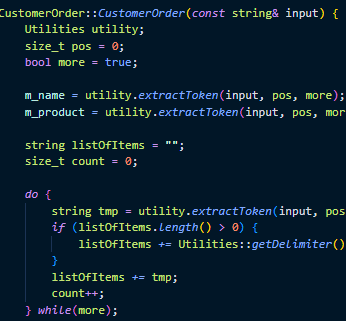 CustomerOrder::CustomerOrder(const string& input) {
    Utilities utility;
    size_t pos = 0;
    bool more = true;

    m_name = utility.extractToken(input, pos, more);
    m_product = utility.extractToken(input, pos, mor

    string listOfItems = "";
    size_t count = 0;

    do {
        string tmp = utility.extractToken(input, pos
        if (listOfItems.length() > 0) {
            listOfItems += Utilities::getDelimiter()
        }
        listOfItems += tmp;
        count++;
    } while(more);